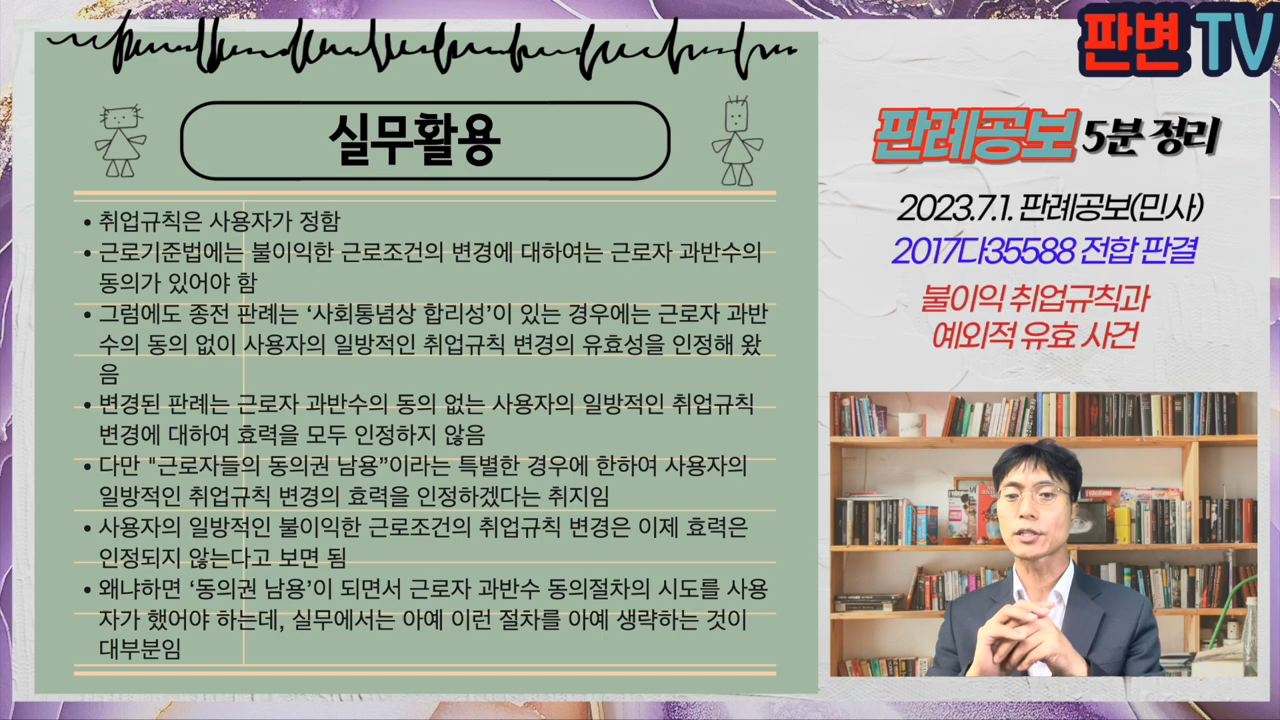 판변 TV
실무활용
• 취업규칙은 사용자가 정함
• 근로기준법에는 불이익한 근로조건의 변경에 대하여는 근로자 과반수의
동의가 있어야 함
• 그럼에도 종전 판례는 ‘사회통념상 합리성’이 있는 경우에는 근로자 과반
수의 동의 없이 사용자의 일방적인 취업규칙 변경의 유효성을 인정해 왔
음
• 변경된 판례는 근로자 과반수의 동의 없는 사용자의 일방적인 취업규칙
변경에 대하여 효력을 모두 인정하지 않음
• 다만 "근로자들의 동의권 남용”이라는 특별한 경우에 한하여 사용자의
일방적인 취업규칙 변경의 효력을 인정하겠다는 취지임
• 사용자의 일방적인 불이익한 근로조건의 취업규칙 변경은 이제 효력은
인정되지 않는다고 보면 됨
• 왜냐하면 ‘동의권 남용’이 되면서 근로자 과반수 동의절차의 시도를 사용
자가 했어야 하는데, 실무에서는 아예 이런 절차를 아예 생략하는 것이
대부분임
판례공보 5분 정리
2023.7.1. 판례공보(민사)
2017다35588 전합 판결
불이익 취업규칙과
예외적 유효 사건